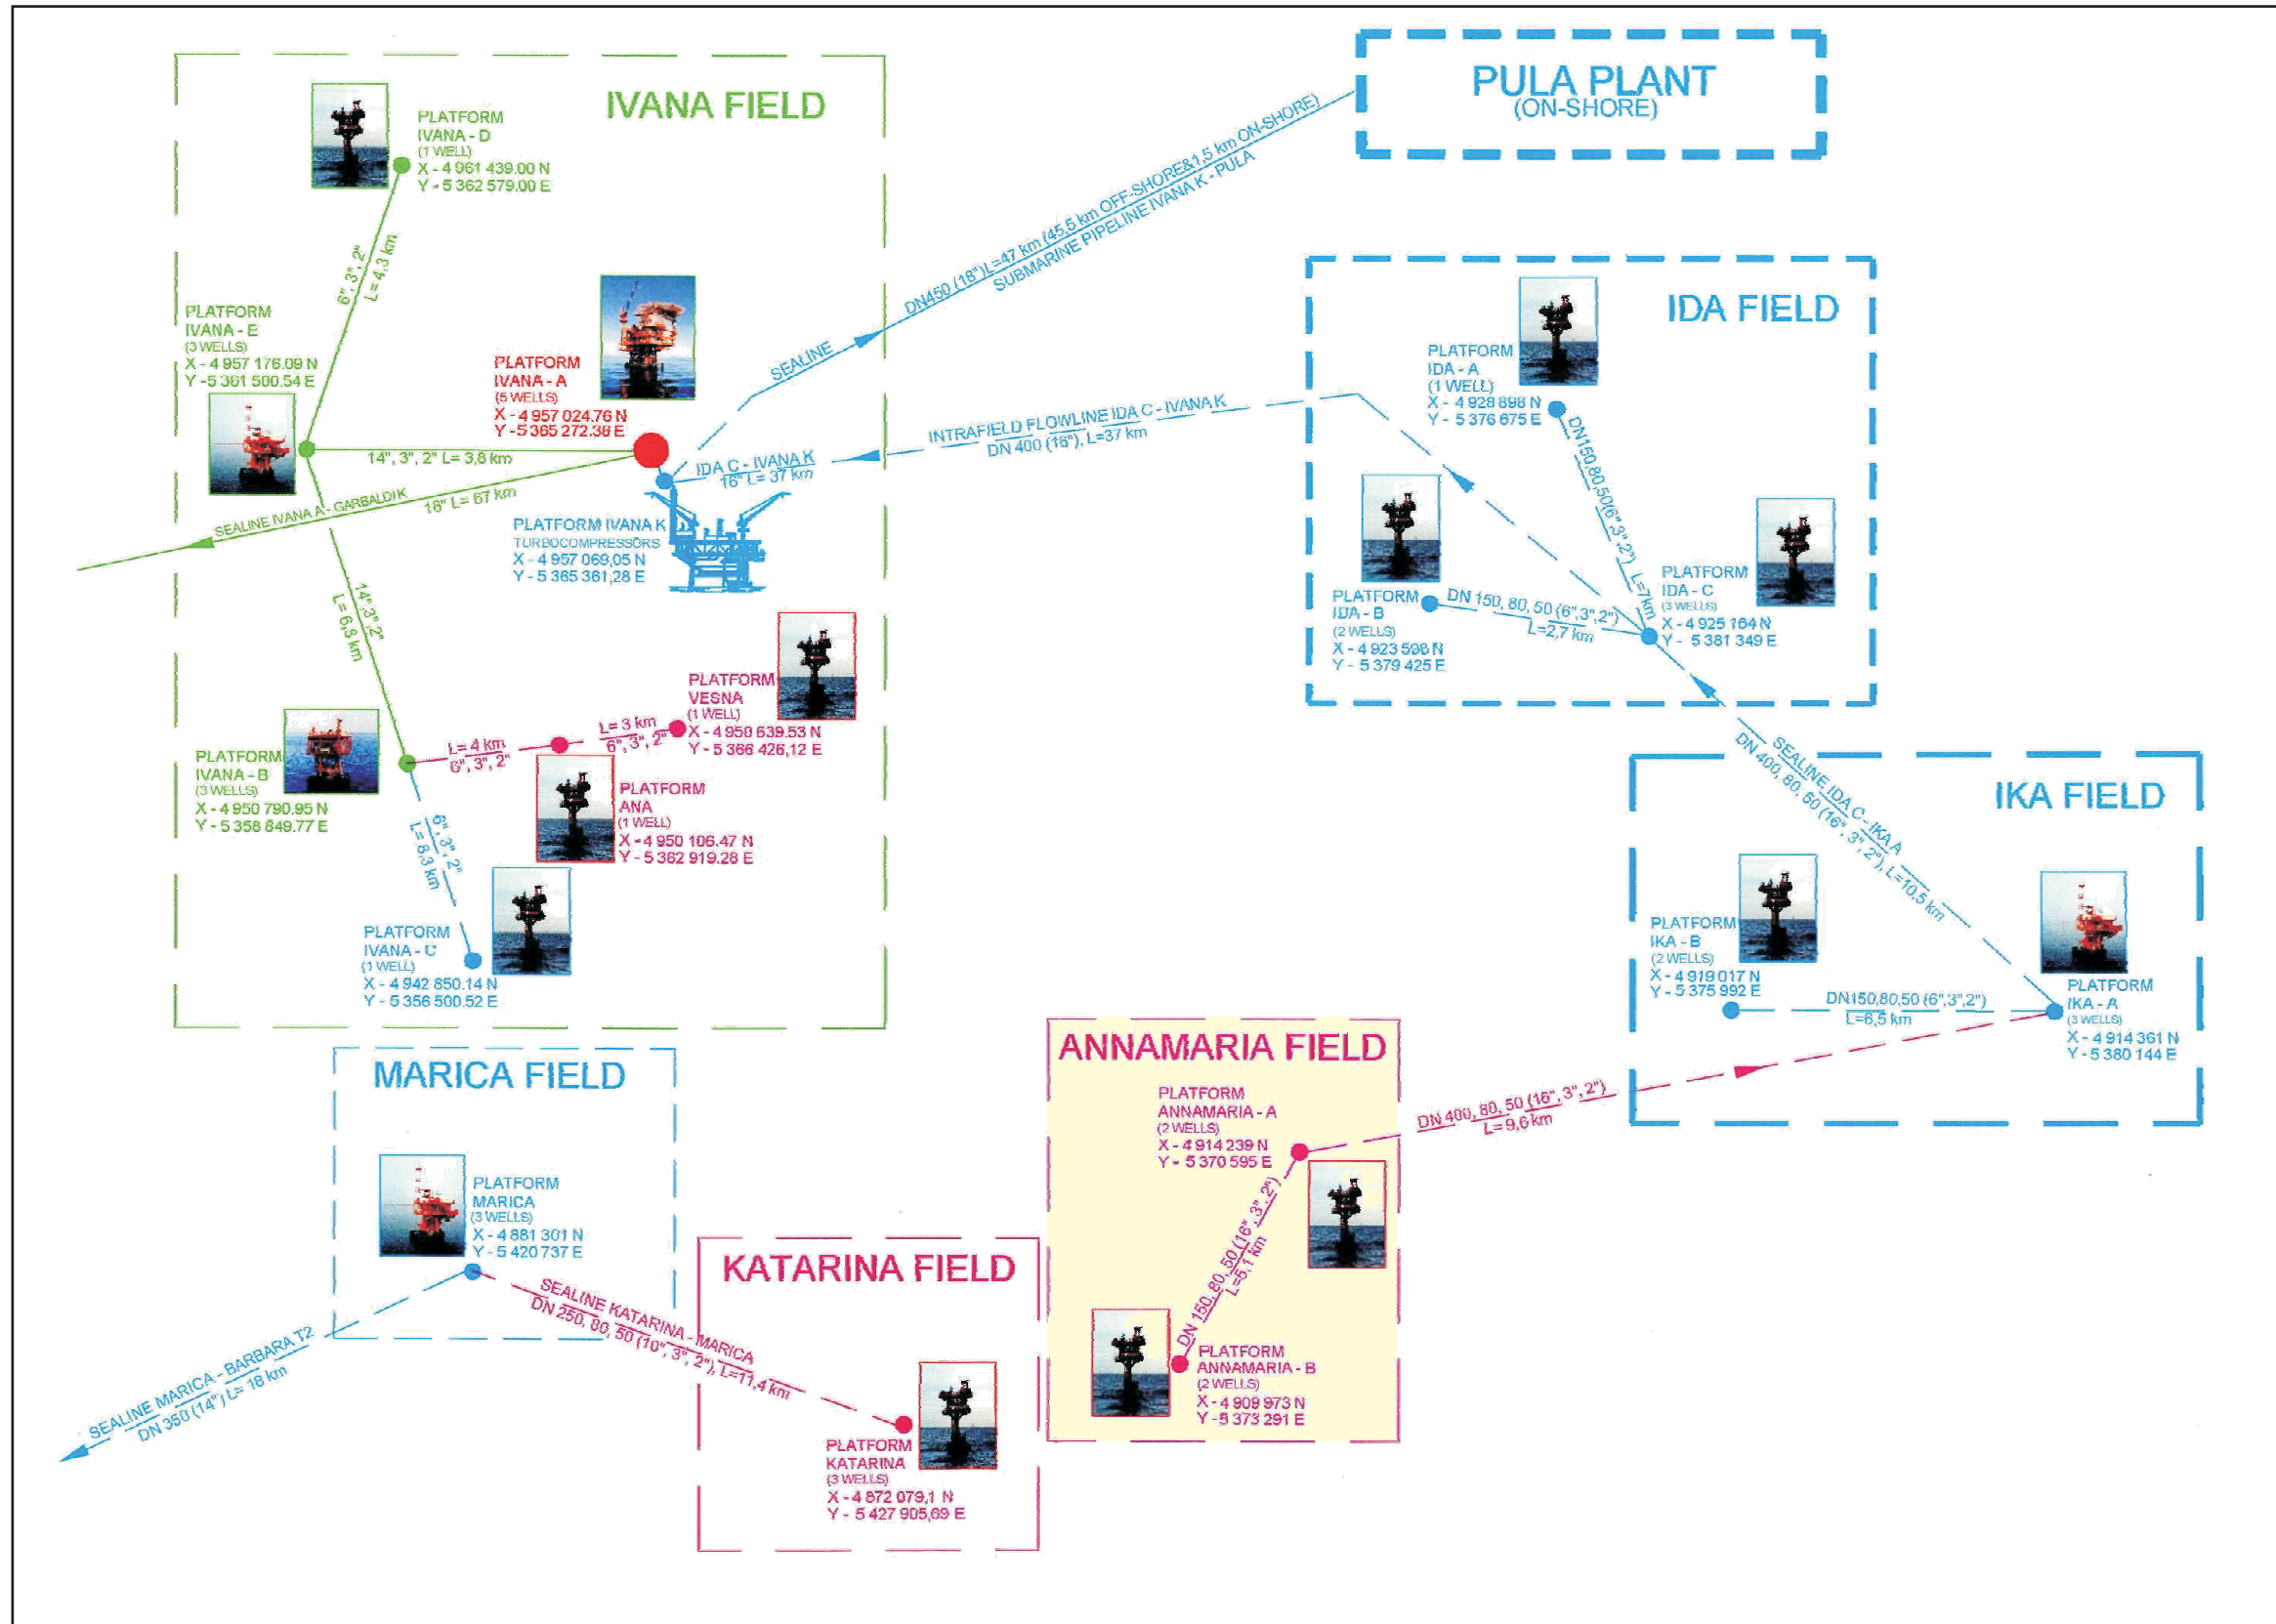 IVANA FIELD
PLATFORM
IVANA - D
(1 WELL)
X - 4 961 439.00 N
Y - 5 362 579.00 E
6", 3", 2"
L= 4,3 km
PLATFORM
IVANA - E
(3 WELLS)
X - 4 957 176.09 N
Y -5 361 500.54 E
PLATFORM
IVANA - A
(5 WELLS)
X - 4 957 024.76 N
Y -5 365 272.38 E
14", 3", 2" L= 3,8 km
SEALINE IVANA A - GARBALDI K
18" L= 67 km
SEALINE
DN450 (18") L=47 km (45,5 km OFF-SHORE&1,5 km ON-SHORE)
SUBMARINE PIPELINE IVANA K - PULA
PULA PLANT
(ON-SHORE)
IDA C - IVANA K
16" L= 37 km
INTRAFIELD FLOWLINE IDA C - IVANA K
DN 400 (16"), L=37 km
PLATFORM IVANA K
TURBOCOMPRESSORS
X - 4 957 069,05 N
Y - 5 365 361,28 E
14", 3", 2"
L= 6,8 km
PLATFORM
VESNA
(1 WELL)
X - 4 950 639.53 N
Y - 5 366 426,12 E
L= 3 km
6", 3", 2"
L= 4 km
6", 3", 2"
PLATFORM
IVANA - B
(3 WELLS)
X - 4 950 790.95 N
Y - 5 358 849.77 E
PLATFORM
ANA
(1 WELL)
X - 4 950 106.47 N
Y - 5 362 919.28 E
6", 3", 2"
L= 8,3 km
PLATFORM
IVANA - C
(1 WELL)
X - 4 942 850.14 N
Y - 5 356 500.52 E
IDA FIELD
PLATFORM
IDA - A
(1 WELL)
X - 4 928 898 N
Y - 5 376 675 E
DN150,80,50(6",3",2") L=7km
PLATFORM
IDA - B
(2 WELLS)
X - 4 923 598 N
Y - 5 379 425 E
DN 150, 80, 50 (6",3",2")
L=2,7 km
PLATFORM
IDA - C
(3 WELLS)
X - 4 925 164 N
Y - 5 381 349 E
SEALINE IDA C - IKA A
DN 400, 80, 50 (16", 3", 2"), L=10,5 km
IKA FIELD
PLATFORM
IKA - B
(2 WELLS)
X - 4 919 017 N
Y - 5 375 992 E
DN150,80,50 (6",3",2")
L=6,5 km
PLATFORM
IKA - A
(3 WELLS)
X - 4 914 361 N
Y - 5 380 144 E
MARICA FIELD
PLATFORM
MARICA
(3 WELLS)
X - 4 881 301 N
Y - 5 420 737 E
SEALINE MARICA - BARBARA T2
DN 350 (14") L= 18 km
SEALINE KATARINA - MARICA
DN 250, 80, 50 (10", 3", 2"), L=11,4 km
KATARINA FIELD
PLATFORM
KATARINA
(3 WELLS)
X - 4 872 079,1 N
Y - 5 427 905,69 E
ANNAMARIA FIELD
PLATFORM
ANNAMARIA - A
(2 WELLS)
X - 4 914 239 N
Y - 5 370 595 E
DN 400, 80, 50 (16", 3", 2")
L= 9,6 km
DN 150, 80, 50 (16", 3", 2")
L=5,1 km
PLATFORM
ANNAMARIA - B
(2 WELLS)
X - 4 909 973 N
Y -5 373 291 E